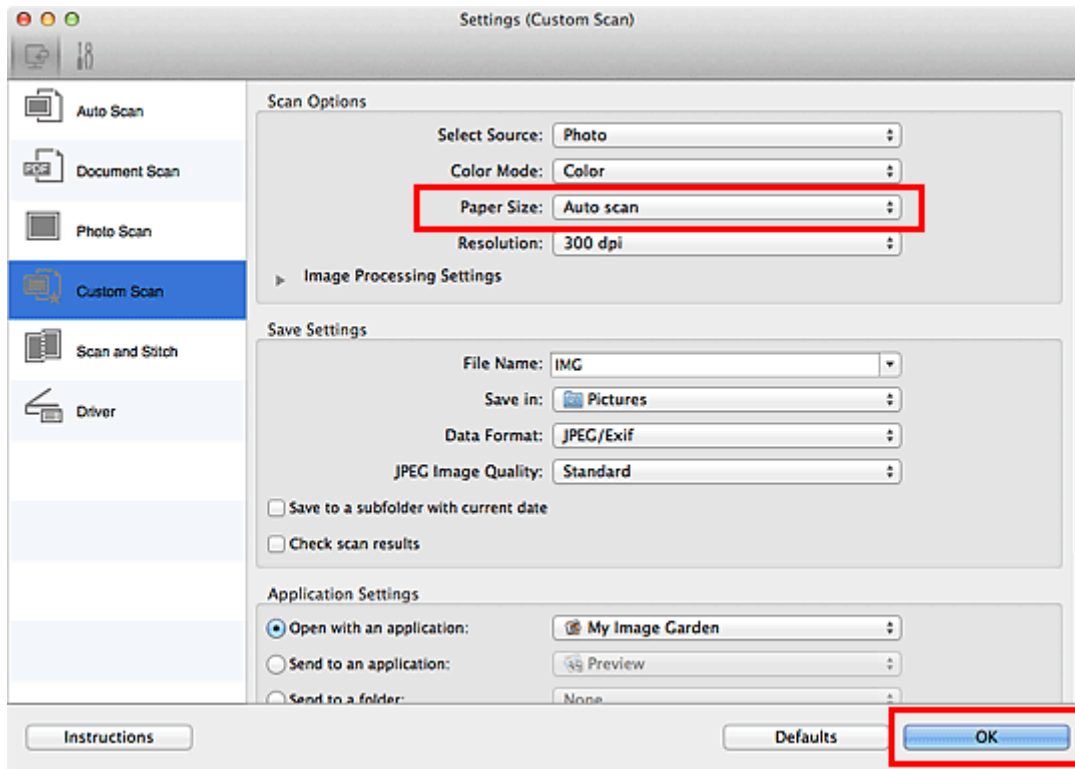 Settings (Custom Scan)
Auto Scan
Document Scan
Photo Scan
Custom Scan
Scan and Stitch
Driver
Scan Options
Select Source: Photo
Color Mode: Color
Paper Size: Auto scan
Resolution: 300 dpi
Image Processing Settings
Save Settings
File Name: IMG
Save in: Pictures
Data Format: JPEG/Exif
JPEG Image Quality: Standard
Save to a subfolder with current date
Check scan results
Application Settings
Open with an application: My Image Garden
Send to an application: Preview
Send to a folder: None
Instructions Defaults OK